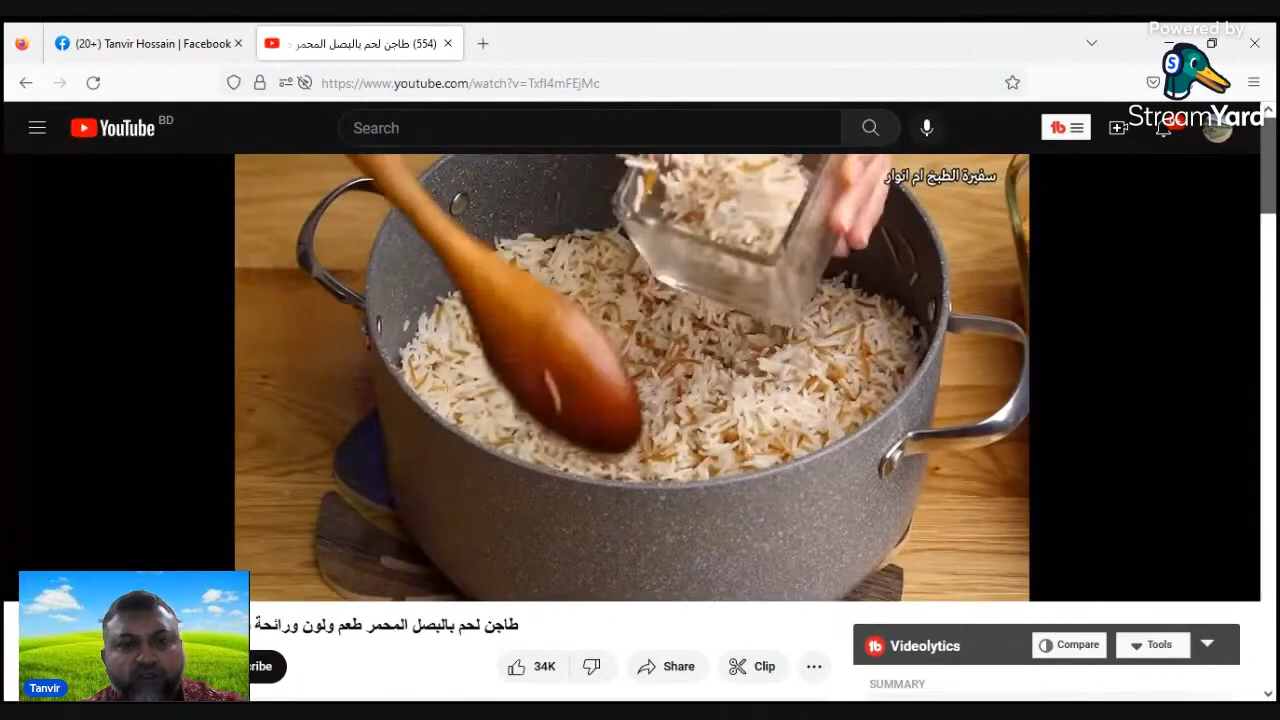 Powered by
StreamYard
(20+) Tanvir Hossain | Facebook
(554) طاجن لحم بالبصل المحمر
https://www.youtube.com/watch?v=TxfI4mFEjMc
YouTube BD
Search
سفيرة الطبخ ام انوار
طاجن لحم بالبصل المحمر طعم ولون ورائحة
34K
Share
Clip
Videolytics
Compare
Tools
SUMMARY
Tanvir